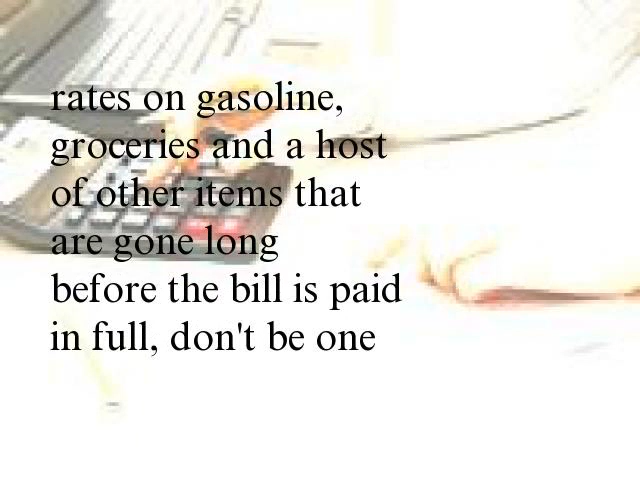 rates on gasoline,
groceries and a host
of other items that
are gone long
before the bill is paid
in full, don't be one